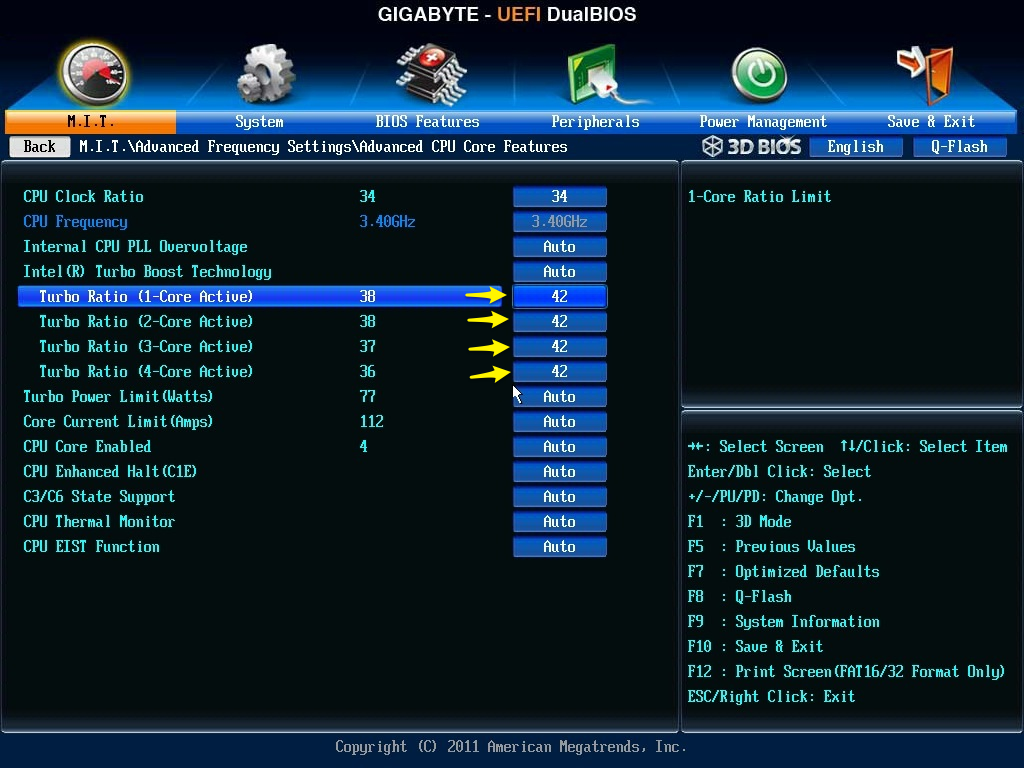 GIGABYTE - UEFI DualBIOS
M.I.T. System BIOS Features Peripherals Power Management Save & Exit
Back M.I.T.\Advanced Frequency Settings\Advanced CPU Core Features 3D BIOS English Q-Flash
CPU Clock Ratio 34 34
CPU Frequency 3.40GHz 3.40GHz
Internal CPU PLL Overvoltage Auto
Intel(R) Turbo Boost Technology Auto
Turbo Ratio (1-Core Active) 38 42
Turbo Ratio (2-Core Active) 38 42
Turbo Ratio (3-Core Active) 37 42
Turbo Ratio (4-Core Active) 36 42
Turbo Power Limit(Watts) 77 Auto
Core Current Limit(Amps) 112 Auto
CPU Core Enabled 4 Auto
CPU Enhanced Halt(C1E) Auto
C3/C6 State Support Auto
CPU Thermal Monitor Auto
CPU EIST Function Auto
1-Core Ratio Limit
→←: Select Screen ↑↓/Click: Select Item
Enter/Dbl Click: Select
+/-/PU/PD: Change Opt.
F1 : 3D Mode
F5 : Previous Values
F7 : Optimized Defaults
F8 : Q-Flash
F9 : System Information
F10 : Save & Exit
F12 : Print Screen(FAT16/32 Format Only)
ESC/Right Click: Exit
Copyright (C) 2011 American Megatrends, Inc.